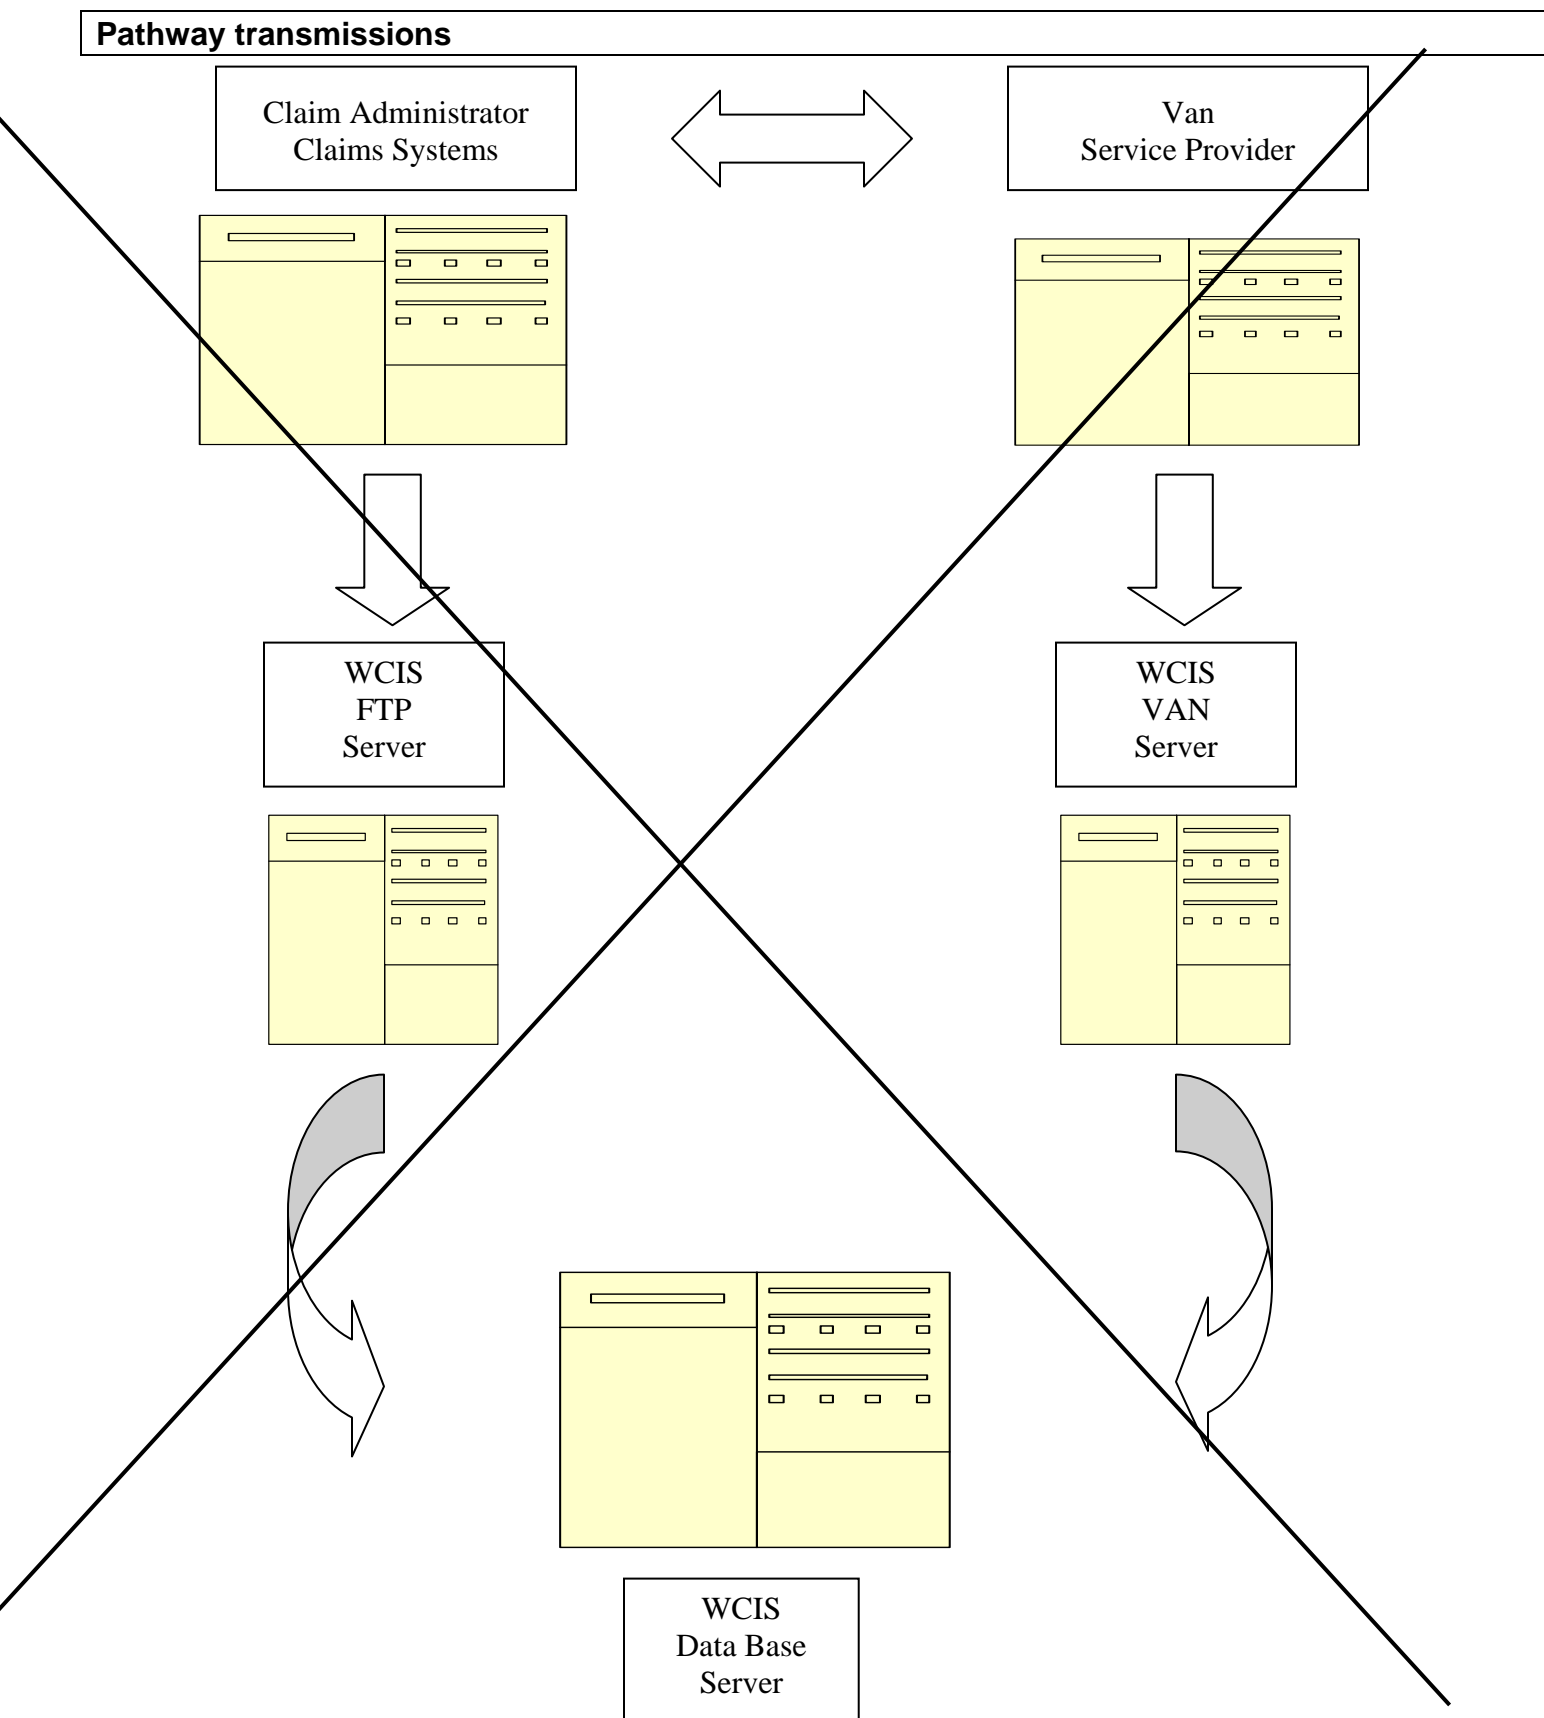 Pathway transmissions
Claim Administrator
Claims Systems
Van
Service Provider
WCIS
FTP
Server
WCIS
VAN
Server
WCIS
Data Base
Server